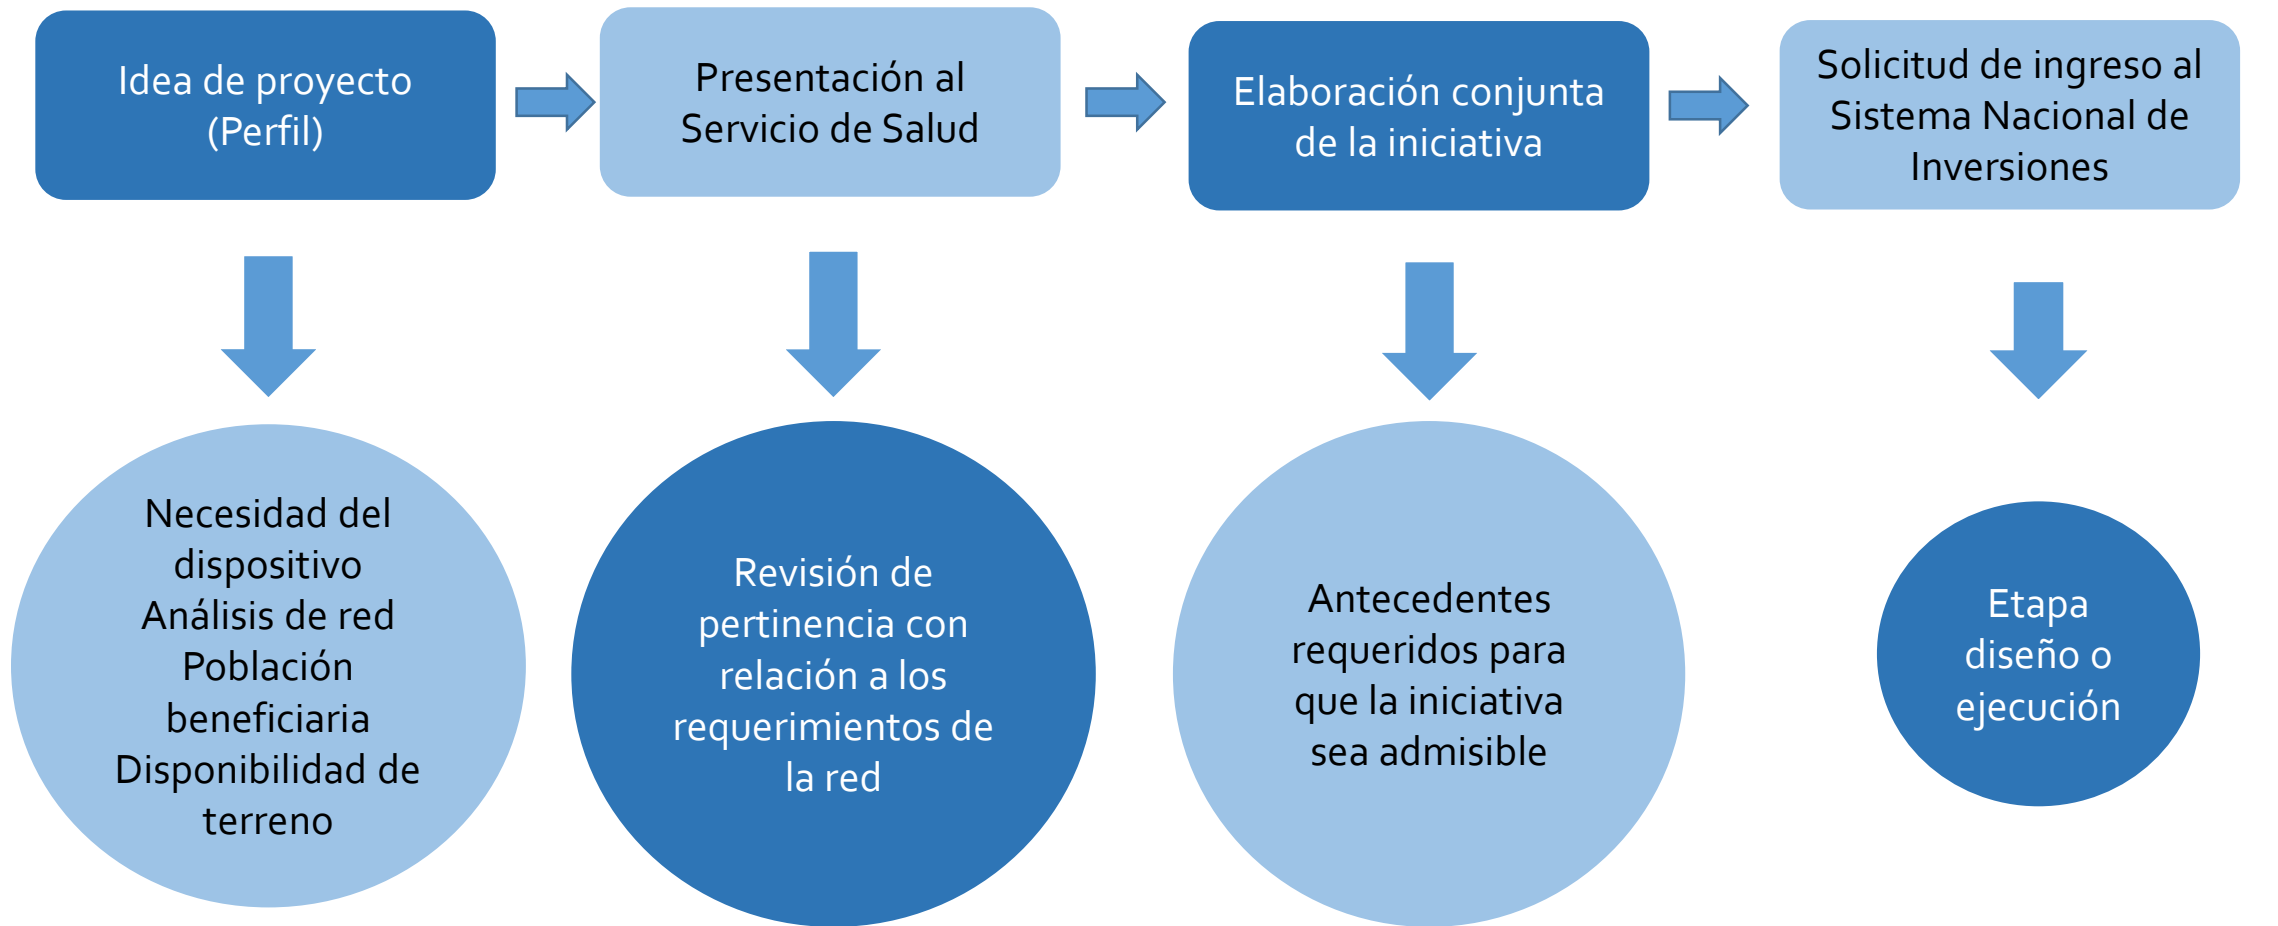 Idea de proyecto
(Perfil)
Presentación al
Servicio de Salud
Elaboración conjunta
de la iniciativa
Solicitud de ingreso al
Sistema Nacional de
Inversiones
Necesidad del
dispositivo
Análisis de red
Población
beneficiaria
Disponibilidad de
terreno
Revisión de
pertinencia con
relación a los
requerimientos de
la red
Antecedentes
requeridos para
que la iniciativa
sea admisible
Etapa
diseño o
ejecución